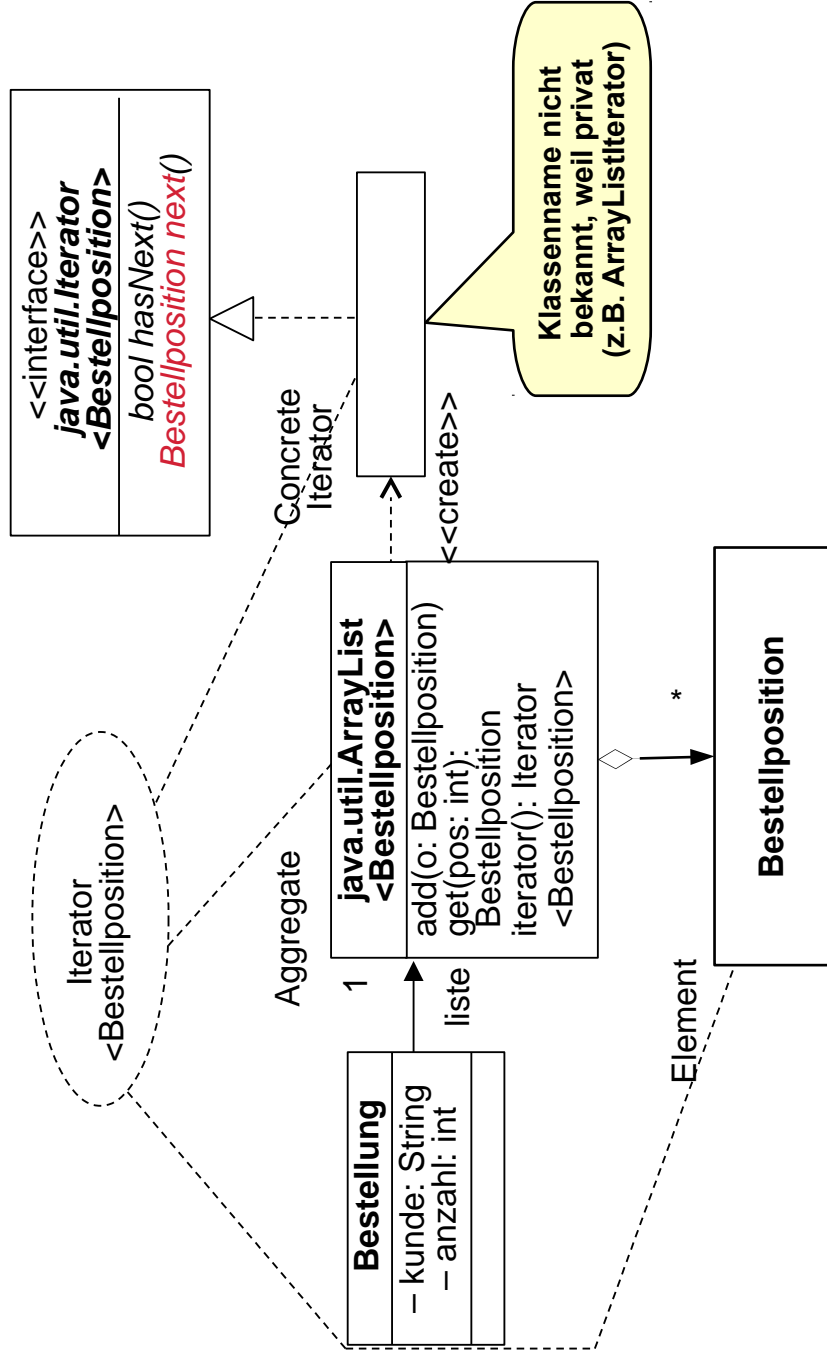 Iterator
<Bestellposition>
<<interface>>
java.util.Iterator
<Bestellposition>
bool hasNext()
Bestellposition next()
Concrete
Iterator
Aggregate
1
liste
Bestellung
– kunde: String
– anzahl: int
java.util.ArrayList
<Bestellposition>
add(o: Bestellposition)
get(pos: int):
Bestellposition
iterator(): Iterator
<Bestellposition>
<<create>>
Klassenname nicht
bekannt, weil privat
(z.B. ArrayListIterator)
*
Element
Bestellposition